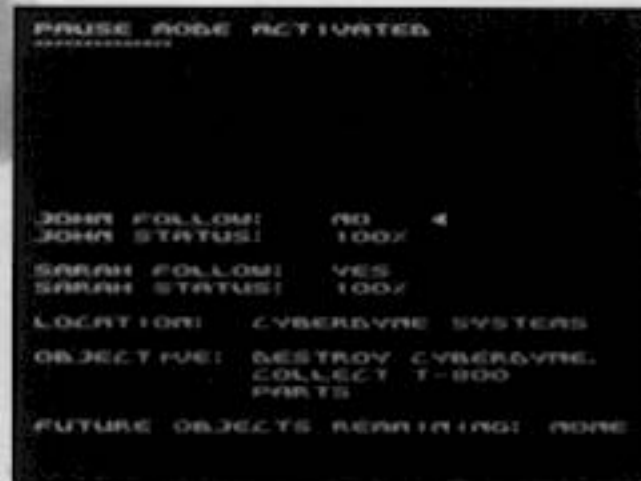 PAUSE MODE ACTIVATED
JOHN FOLLOW: NO
JOHN STATUS: 100%
SARAH FOLLOW: YES
SARAH STATUS: 100%
LOCATION: CYBERDYNE SYSTEMS
OBJECTIVE: DESTROY CYBERDYNE.
COLLECT T-800
PARTS
FUTURE OBJECTS REMAINING: NONE